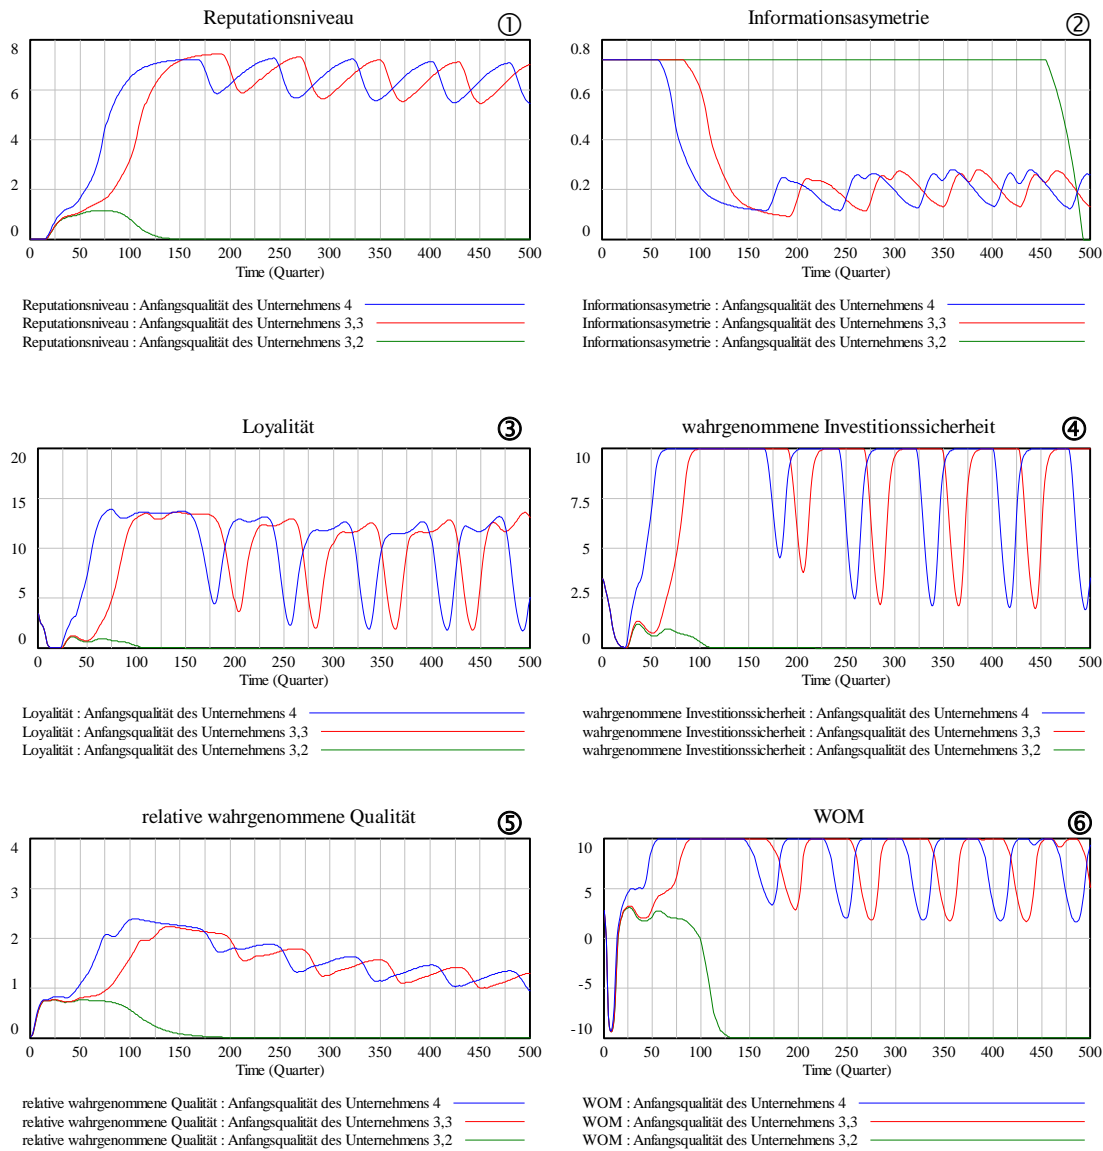 Reputationsniveau ①
8
6
4
2
0
0 50 100 150 200 250 300 350 400 450 500
Time (Quarter)
Reputationsniveau : Anfangsqualität des Unternehmens 4
Reputationsniveau : Anfangsqualität des Unternehmens 3,3
Reputationsniveau : Anfangsqualität des Unternehmens 3,2
Informationsasymetrie ②
0.8
0.6
0.4
0.2
0
0 50 100 150 200 250 300 350 400 450 500
Time (Quarter)
Informationsasymetrie : Anfangsqualität des Unternehmens 4
Informationsasymetrie : Anfangsqualität des Unternehmens 3,3
Informationsasymetrie : Anfangsqualität des Unternehmens 3,2
Loyalität ③
20
15
10
5
0
0 50 100 150 200 250 300 350 400 450 500
Time (Quarter)
Loyalität : Anfangsqualität des Unternehmens 4
Loyalität : Anfangsqualität des Unternehmens 3,3
Loyalität : Anfangsqualität des Unternehmens 3,2
wahrgenommene Investitionssicherheit ④
10
7.5
5
2.5
0
0 50 100 150 200 250 300 350 400 450 500
Time (Quarter)
wahrgenommene Investitionssicherheit : Anfangsqualität des Unternehmens 4
wahrgenommene Investitionssicherheit : Anfangsqualität des Unternehmens 3,3
wahrgenommene Investitionssicherheit : Anfangsqualität des Unternehmens 3,2
relative wahrgenommene Qualität ⑤
4
3
2
1
0
0 50 100 150 200 250 300 350 400 450 500
Time (Quarter)
relative wahrgenommene Qualität : Anfangsqualität des Unternehmens 4
relative wahrgenommene Qualität : Anfangsqualität des Unternehmens 3,3
relative wahrgenommene Qualität : Anfangsqualität des Unternehmens 3,2
WOM ⑥
10
5
0
-5
-10
0 50 100 150 200 250 300 350 400 450 500
Time (Quarter)
WOM : Anfangsqualität des Unternehmens 4
WOM : Anfangsqualität des Unternehmens 3,3
WOM : Anfangsqualität des Unternehmens 3,2